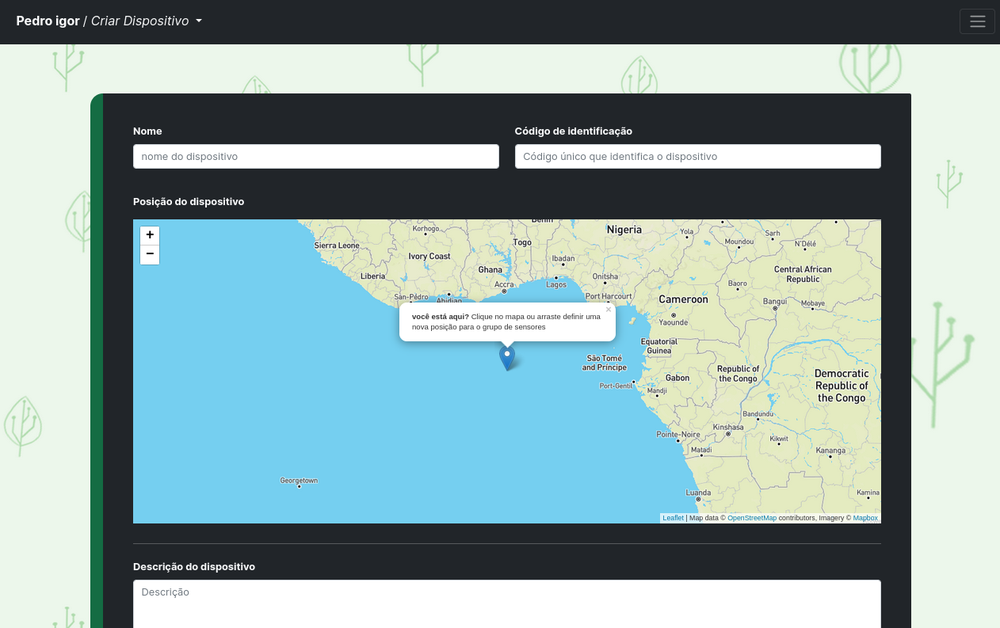 Pedro igor / Criar Dispositivo
Nome
Código de identificação
nome do dispositivo
Código único que identifica o dispositivo
Posição do dispositivo
+
−
Benin
Nigeria
Korhogo
Yola
Sarh
Sierra Leone
Togo
Moundou
N'Délé
Ivory Coast
Ibadan
Ghana
Central African
Republic
Liberia
Onitsha
Accra
Lagos
Baoro
San-Pédro
Abidjan
Port Harcourt
Cameroon
Bangui
Mobaye
você está aqui? Clique no mapa ou arraste definir uma
nova posição para o grupo de sensores
×
Yaounde
Equatorial
Guinea
São Tomé
and Príncipe
Republic of
the Congo
Democratic
Republic of
the Congo
Gabon
Port-Gentil
Mandji
Bandundu
Kinshasa
Pointe-Noire
Kikwit
Matadi
Kananga
Georgetown
Luanda
Kamina
Leaflet | Map data © OpenStreetMap contributors, Imagery © Mapbox
Descrição do dispositivo
Descrição